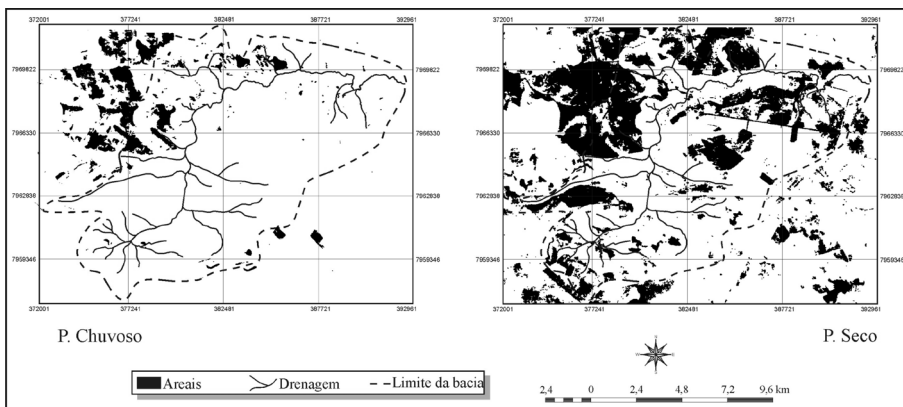 372001 377241 382481 387721 392961
7969822 7969822
7966330 7966330
7962838 7962838
7959346 7959346
372001 377241 382481 387721 392961
P. Chuvoso
372001 377241 382481 387721 392961
7969822 7969822
7966330 7966330
7962838 7962838
7959346 7959346
372001 377241 382481 387721 392961
P. Seco
Areais Drenagem Limite da bacia
2,4 0 2,4 4,8 7,2 9,6 km